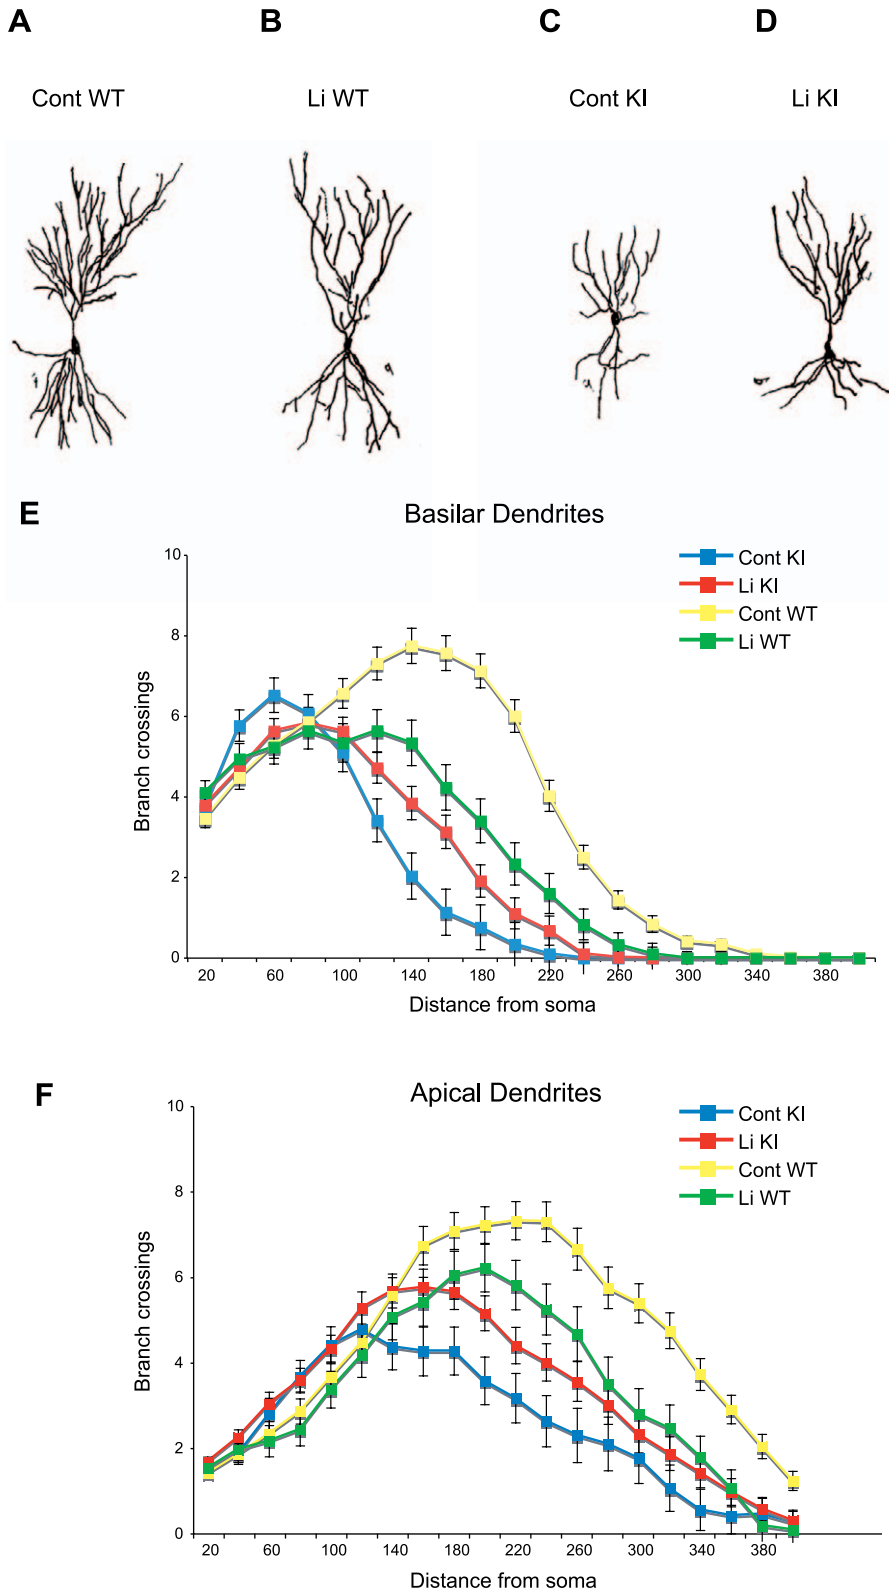 A B C D
Cont WT Li WT Cont KI Li KI
E
Basilar Dendrites
10
8
6
4
2
0
Branch crossings
Cont KI
Li KI
Cont WT
Li WT
20 60 100 140 180 220 260 300 340 380
Distance from soma
F
Apical Dendrites
10
8
6
4
2
0
Branch crossings
Cont KI
Li KI
Cont WT
Li WT
20 60 100 140 180 220 260 300 340 380
Distance from soma